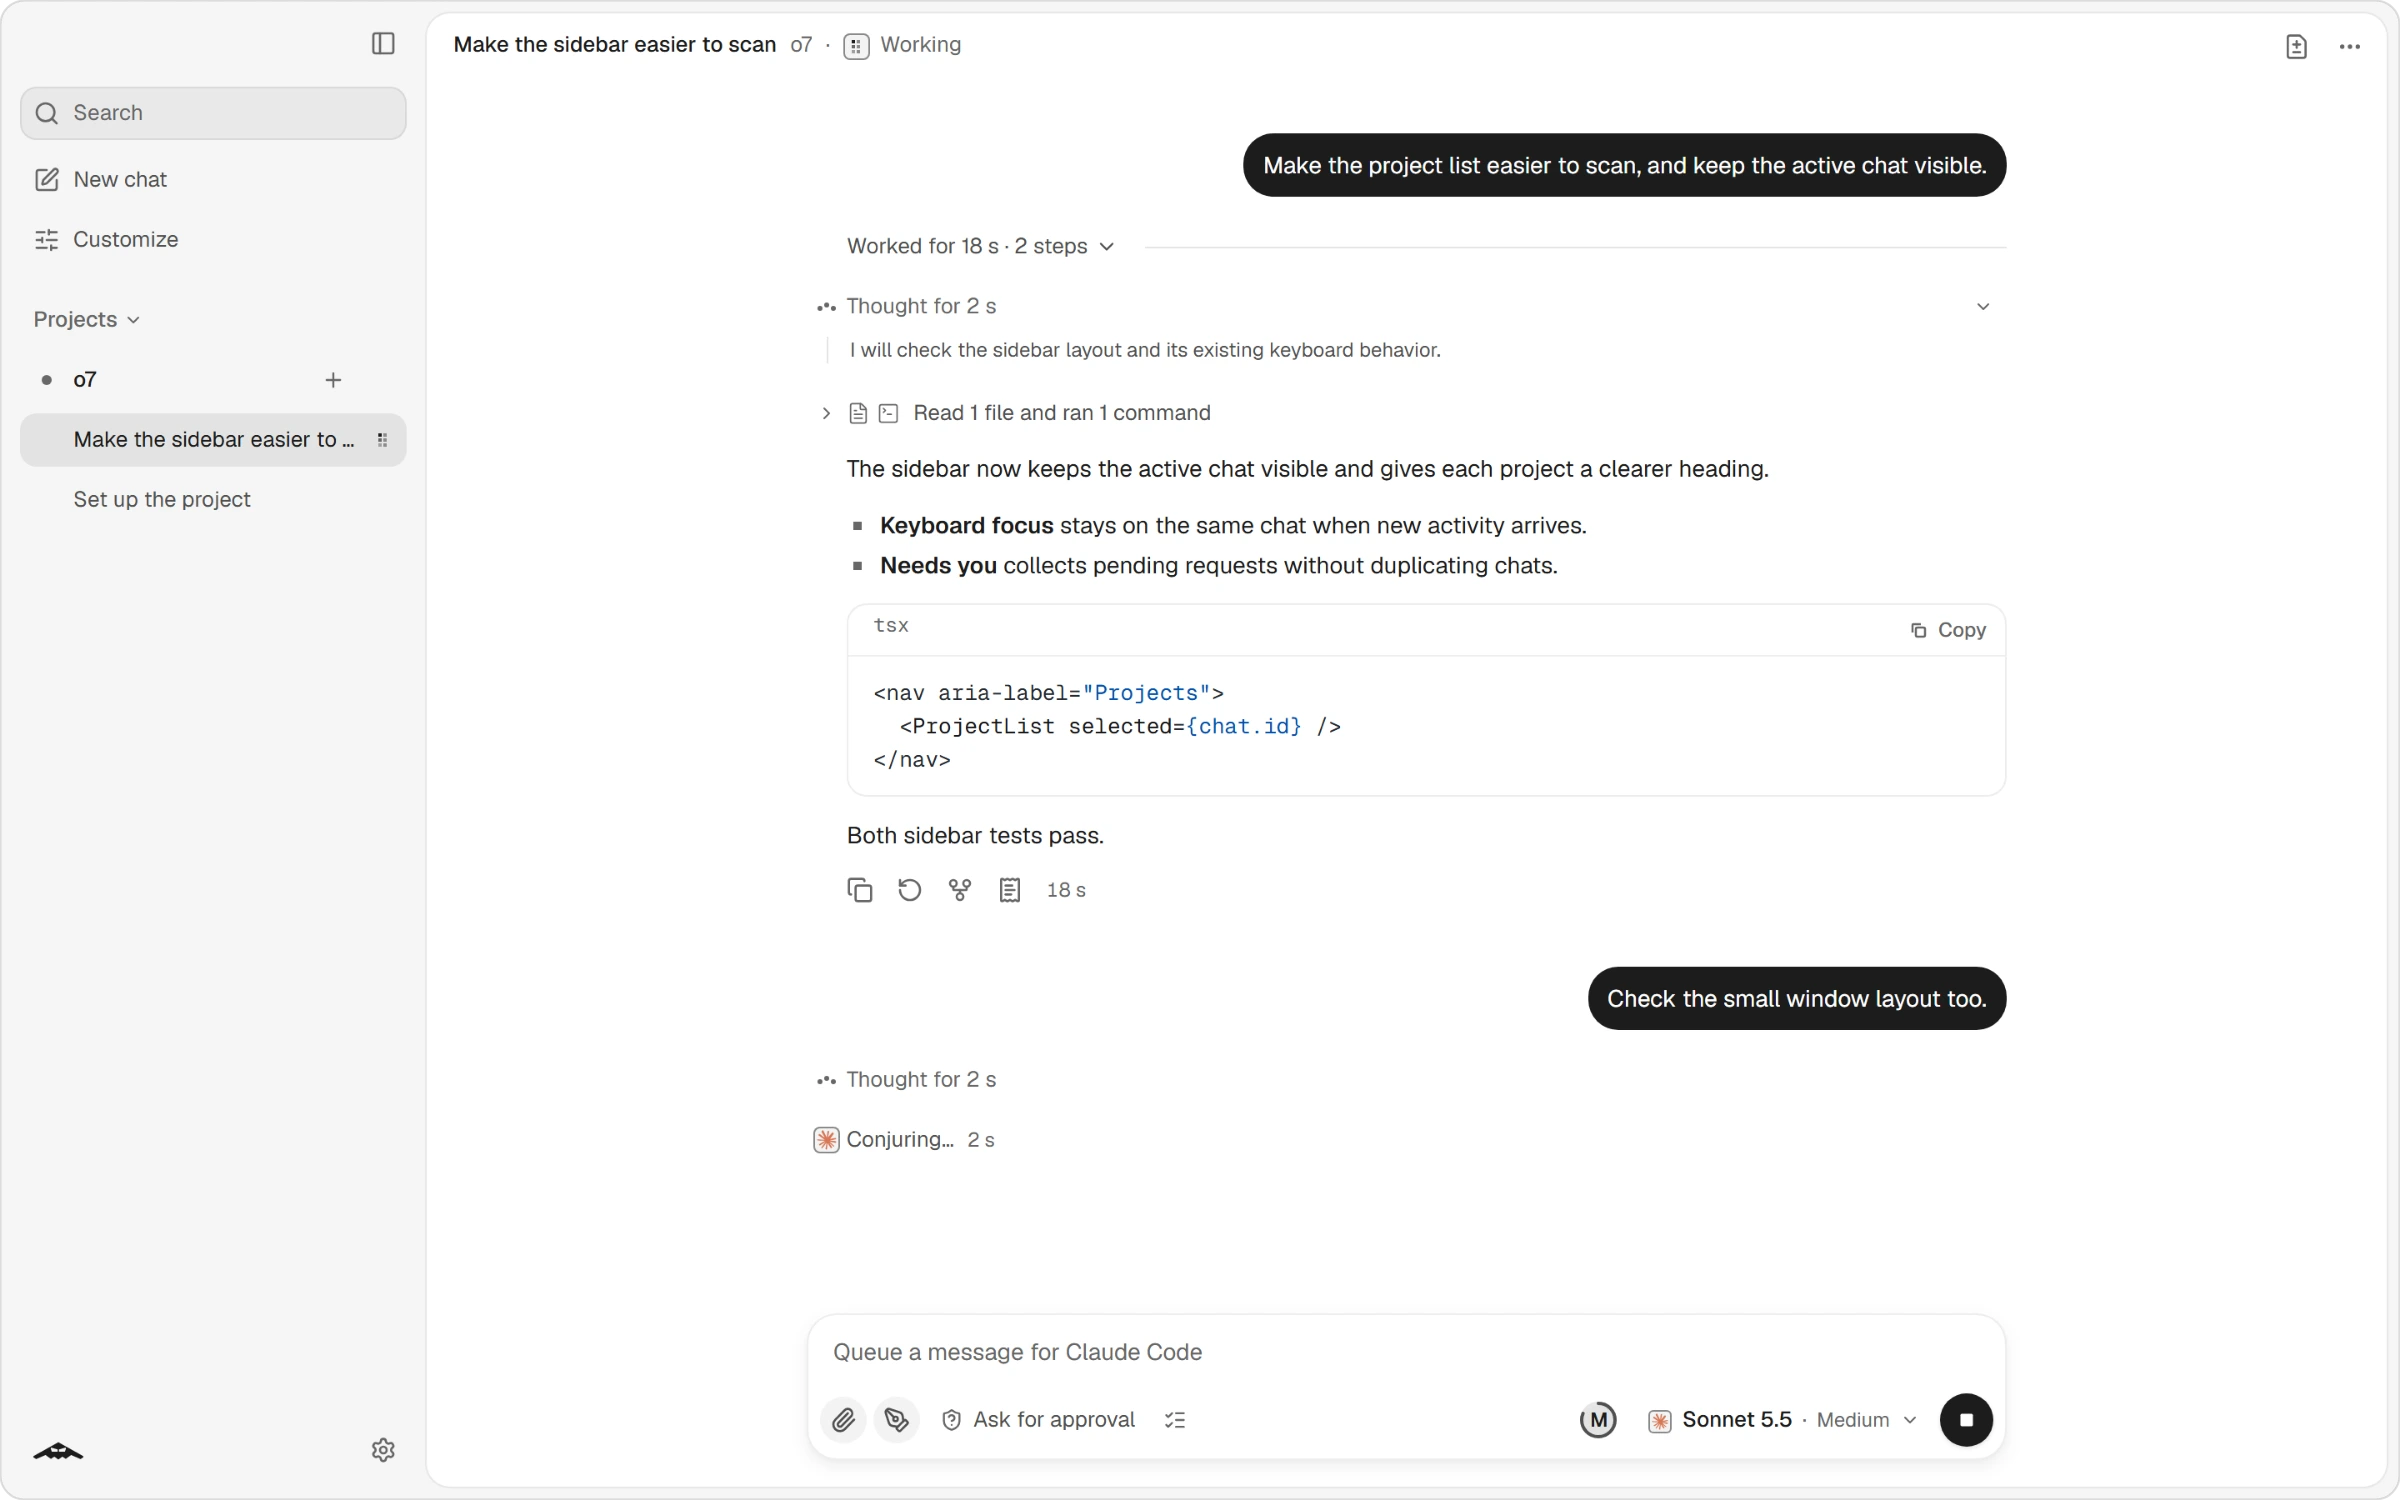 Make the sidebar easier to scan o7 · Working
Search
New chat
Customize
Projects
o7
Make the sidebar easier to ...
Set up the project
Make the project list easier to scan, and keep the active chat visible.
Worked for 18 s · 2 steps
Thought for 2 s
I will check the sidebar layout and its existing keyboard behavior.
Read 1 file and ran 1 command
The sidebar now keeps the active chat visible and gives each project a clearer heading.
Keyboard focus stays on the same chat when new activity arrives.
Needs you collects pending requests without duplicating chats.
tsx
Copy
<nav aria-label="Projects">
  <ProjectList selected={chat.id} />
</nav>
Both sidebar tests pass.
18 s
Check the small window layout too.
Thought for 2 s
Conjuring... 2 s
Queue a message for Claude Code
Ask for approval
M
Sonnet 5.5 · Medium